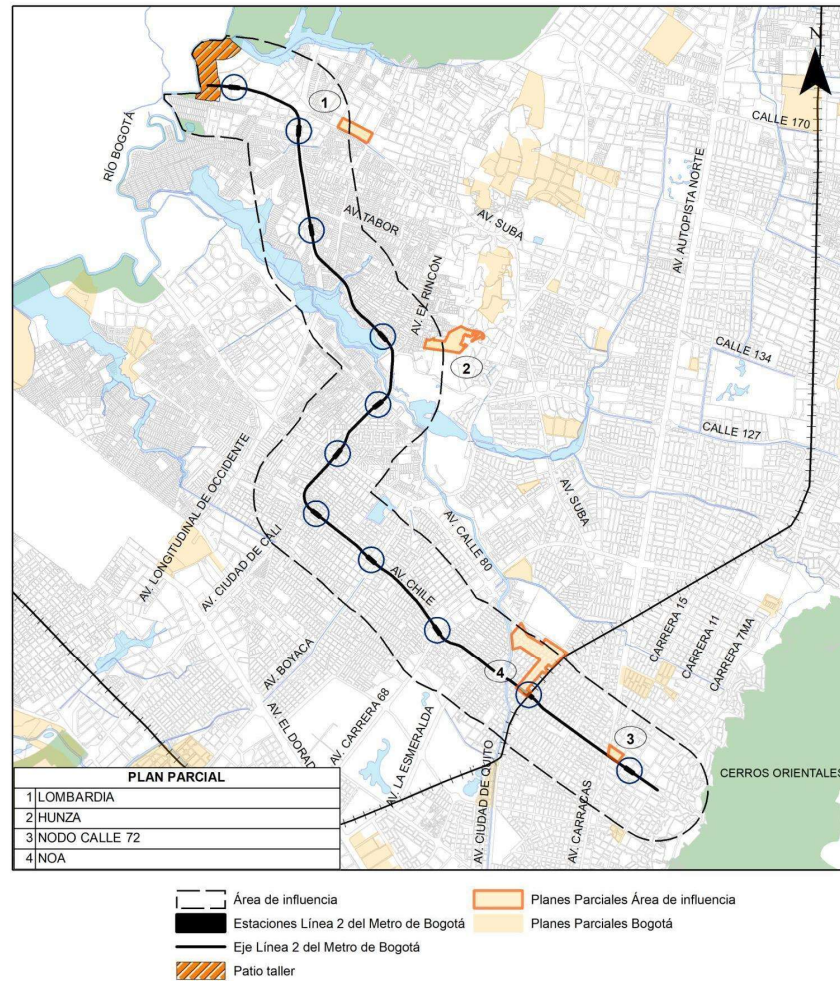 N
CALLE 170
1
RÍO BOGOTÁ
AV. TABOR
AV. SUBA
AV. AUTOPISTA NORTE
AV. EL RINCÓN
CALLE 134
2
CALLE 127
AV. LONGITUDINAL DE OCCIDENTE
AV. SUBA
AV. CIUDAD DE CALI
AV. CALLE 80
AV. CHILE
CARRERA 15
CARRERA 11
CARRERA 7MA
AV. BOYACA
4
AV. CARRERA 68
AV. EL DORAD
AV. LA ESMERALDA
AV. CIUDAD DE QUITO
3
AV. CARRACAS
CERROS ORIENTALES
PLAN PARCIAL
1 LOMBARDIA
2 HUNZA
3 NODO CALLE 72
4 NOA
Área de influencia
Estaciones Línea 2 del Metro de Bogotá
Eje Línea 2 del Metro de Bogotá
Patio taller
Planes Parciales Área de influencia
Planes Parciales Bogotá